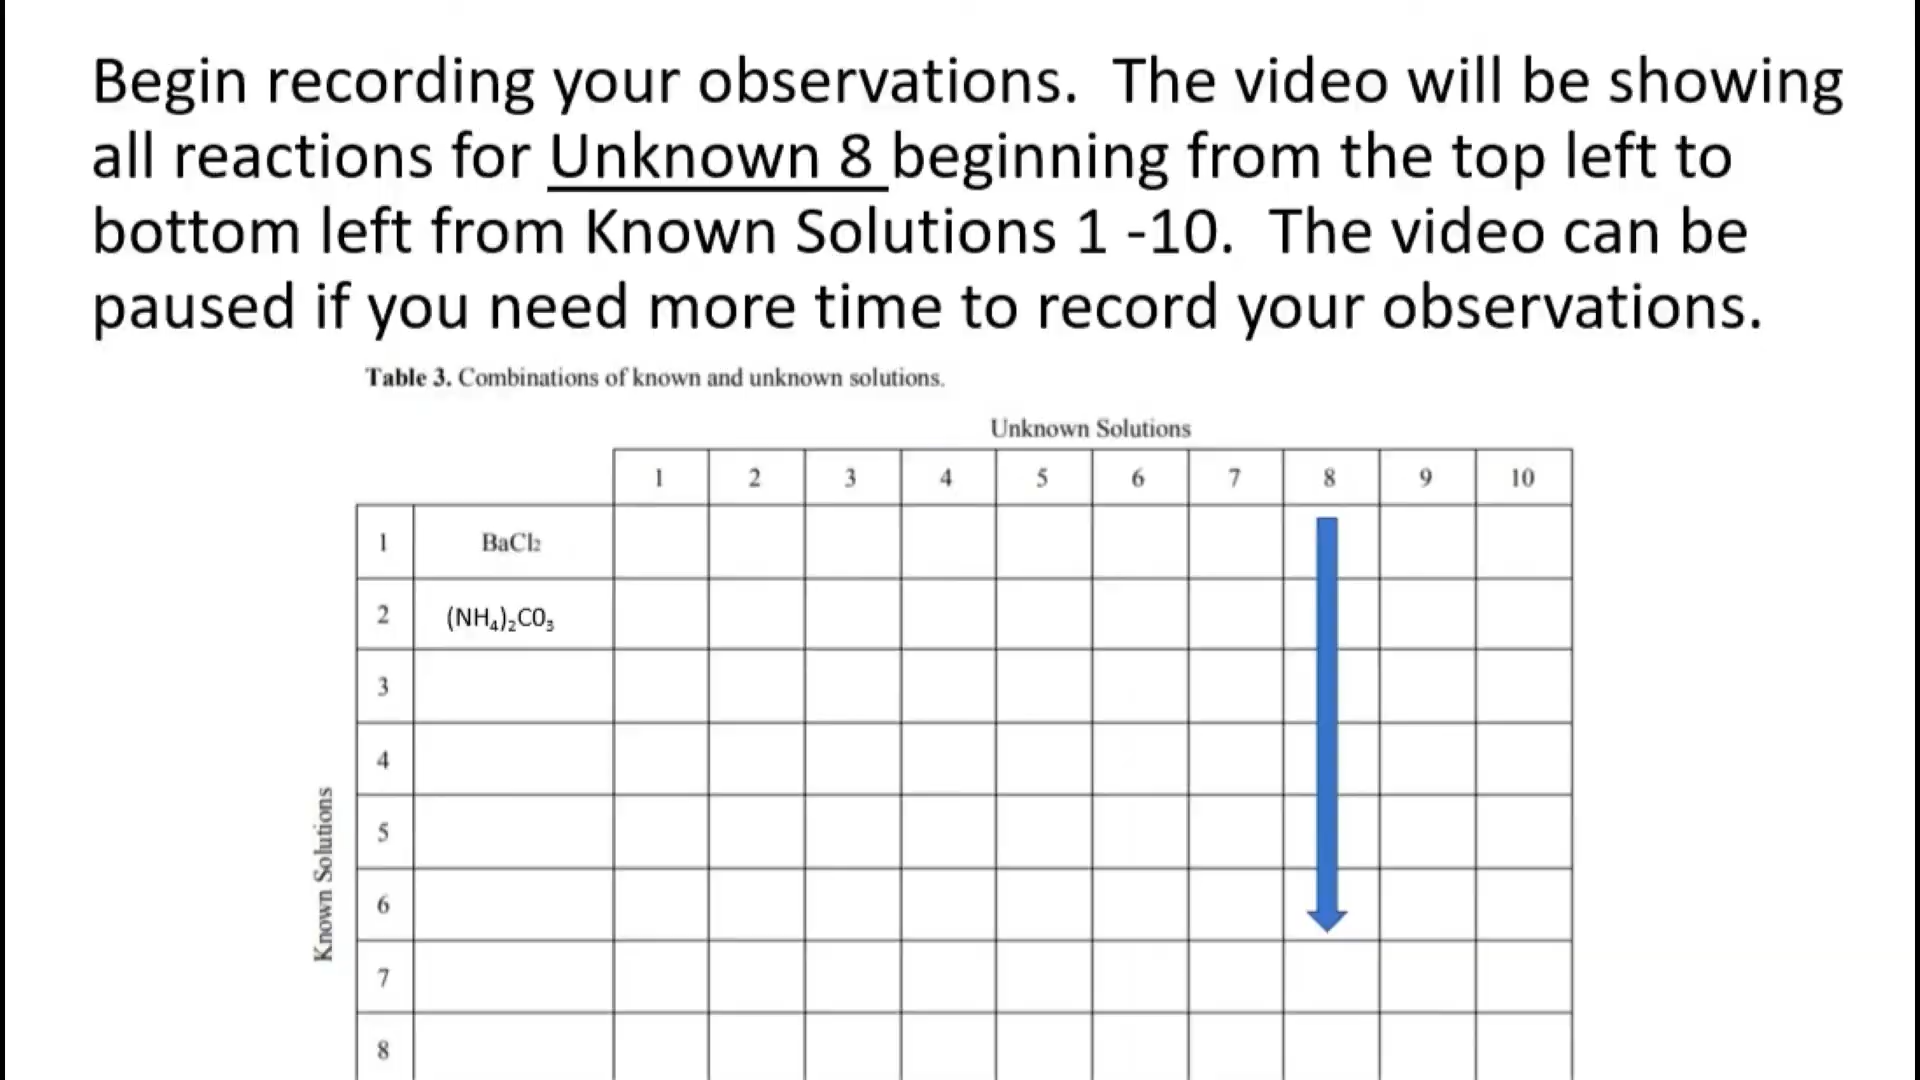 Begin recording your observations.  The video will be showing
all reactions for Unknown 8 beginning from the top left to
bottom left from Known Solutions 1 -10.  The video can be
paused if you need more time to record your observations.
Table 3. Combinations of known and unknown solutions.
Unknown Solutions
1 2 3 4 5 6 7 8 9 10
1 BaCl₂
2 (NH₄)₂CO₃
3
4
5
6
7
8
Known Solutions